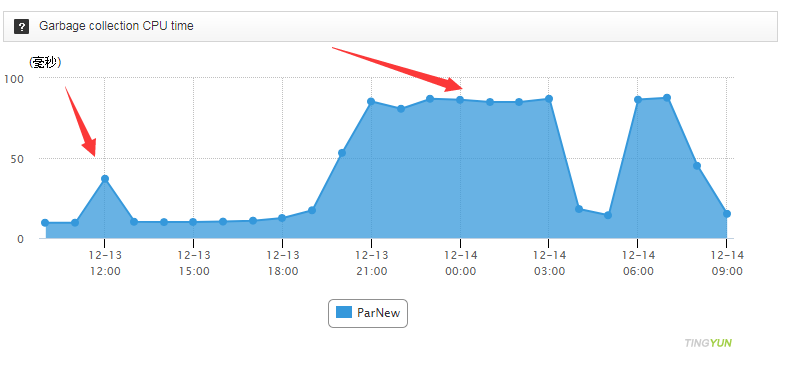 ? Garbage collection CPU time
(毫秒)
100
50
0
12-13 12-13 12-13 12-13 12-14 12-14 12-14 12-14
12:00 15:00 18:00 21:00 00:00 03:00 06:00 09:00
ParNew
TINGYUN